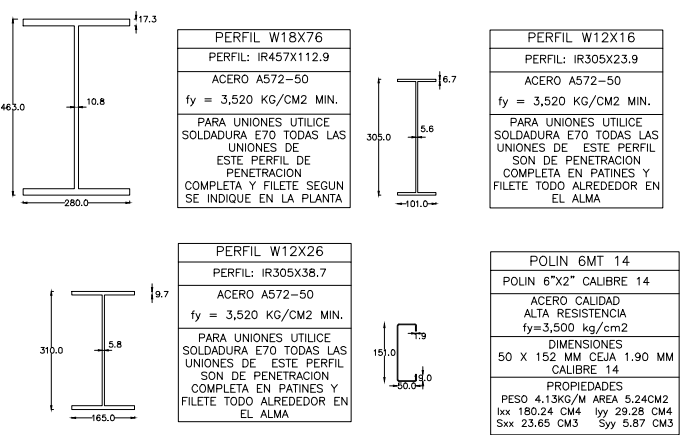 17.3
463.0
10.8
280.0
PERFIL W18X76
PERFIL: IR457X112.9
ACERO A572-50
fy = 3,520 KG/CM2 MIN.
PARA UNIONES UTILICE
SOLDADURA E70 TODAS LAS
UNIONES DE
ESTE PERFIL DE
PENETRACION
COMPLETA Y FILETE SEGUN
SE INDIQUE EN LA PLANTA
6.7
305.0
5.6
101.0
PERFIL W12X16
PERFIL: IR305X23.9
ACERO A572-50
fy = 3,520 KG/CM2 MIN.
PARA UNIONES UTILICE
SOLDADURA E70 TODAS LAS
UNIONES DE ESTE PERFIL
SON DE PENETRACION
COMPLETA EN PATINES Y
FILETE TODO ALREDEDOR EN
EL ALMA
9.7
310.0
5.8
165.0
PERFIL W12X26
PERFIL: IR305X38.7
ACERO A572-50
fy = 3,520 KG/CM2 MIN.
PARA UNIONES UTILICE
SOLDADURA E70 TODAS LAS
UNIONES DE ESTE PERFIL
SON DE PENETRACION
COMPLETA EN PATINES Y
FILETE TODO ALREDEDOR EN
EL ALMA
1.9
151.0
9.0
50.0
POLIN 6MT 14
POLIN 6"X2" CALIBRE 14
ACERO CALIDAD
ALTA RESISTENCIA
fy=3,500 kg/cm2
DIMENSIONES
50 X 152 MM CEJA 1.90 MM
CALIBRE 14
PROPIEDADES
PESO 4.13KG/M AREA 5.24CM2
Ixx 180.24 CM4 Iyy 29.28 CM4
Sxx 23.65 CM3 Syy 5.87 CM3